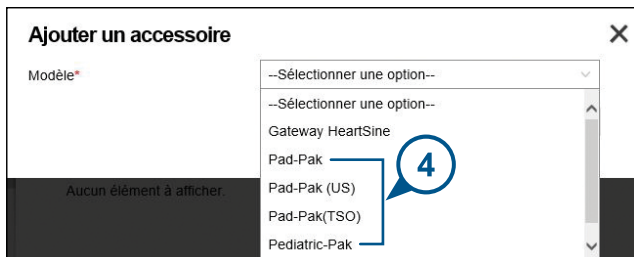 Ajouter un accessoire
Modèle*
--Sélectionner une option--
--Sélectionner une option--
Gateway HeartSine
Pad-Pak
4
Pad-Pak (US)
Aucun élément à afficher.
Pad-Pak(TSO)
Pediatric-Pak